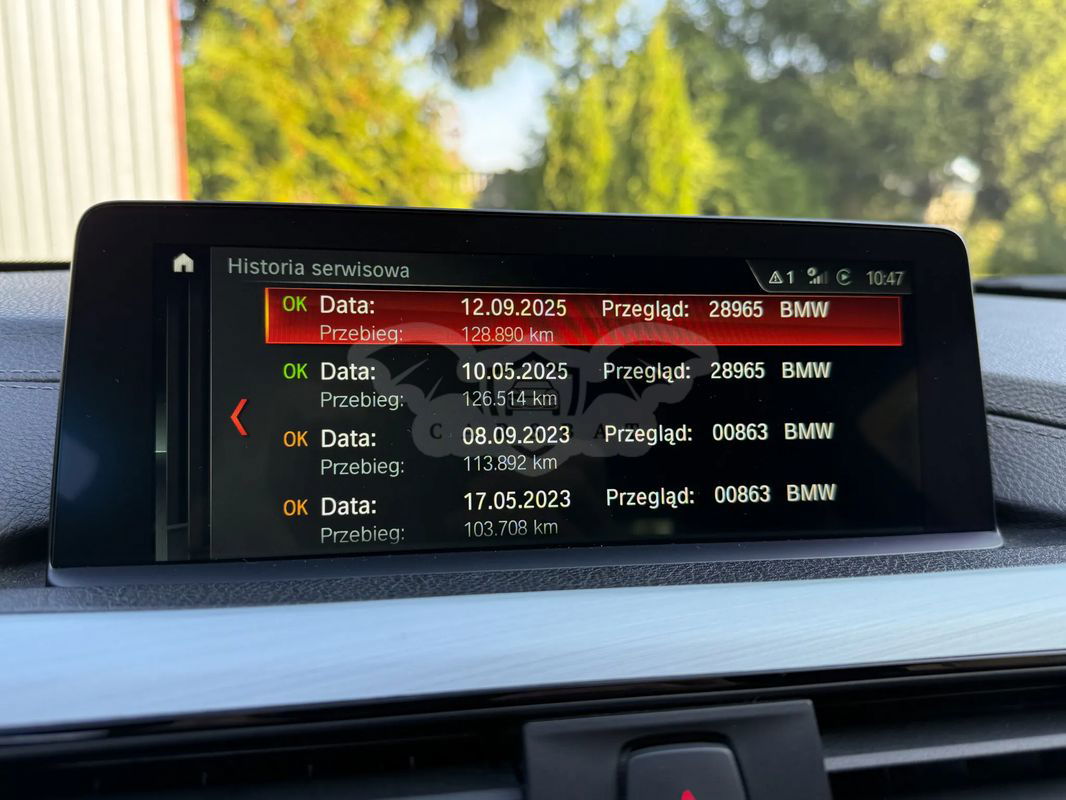 Historia serwisowa
1 10:47
OK Data: 12.09.2025 Przegląd: 28965 BMW
Przebieg: 128.890 km
OK Data: 10.05.2025 Przegląd: 28965 BMW
Przebieg: 126.514 km
OK Data: 08.09.2023 Przegląd: 00863 BMW
Przebieg: 113.892 km
OK Data: 17.05.2023 Przegląd: 00863 BMW
Przebieg: 103.708 km